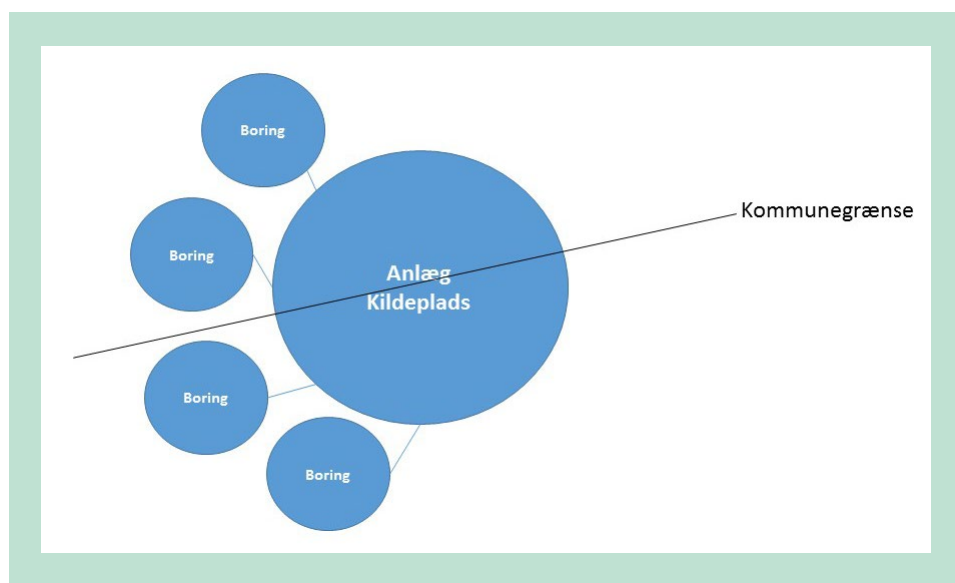 Boring
Boring
Kommunegrænse
Anlæg
Kildeplads
Boring
Boring